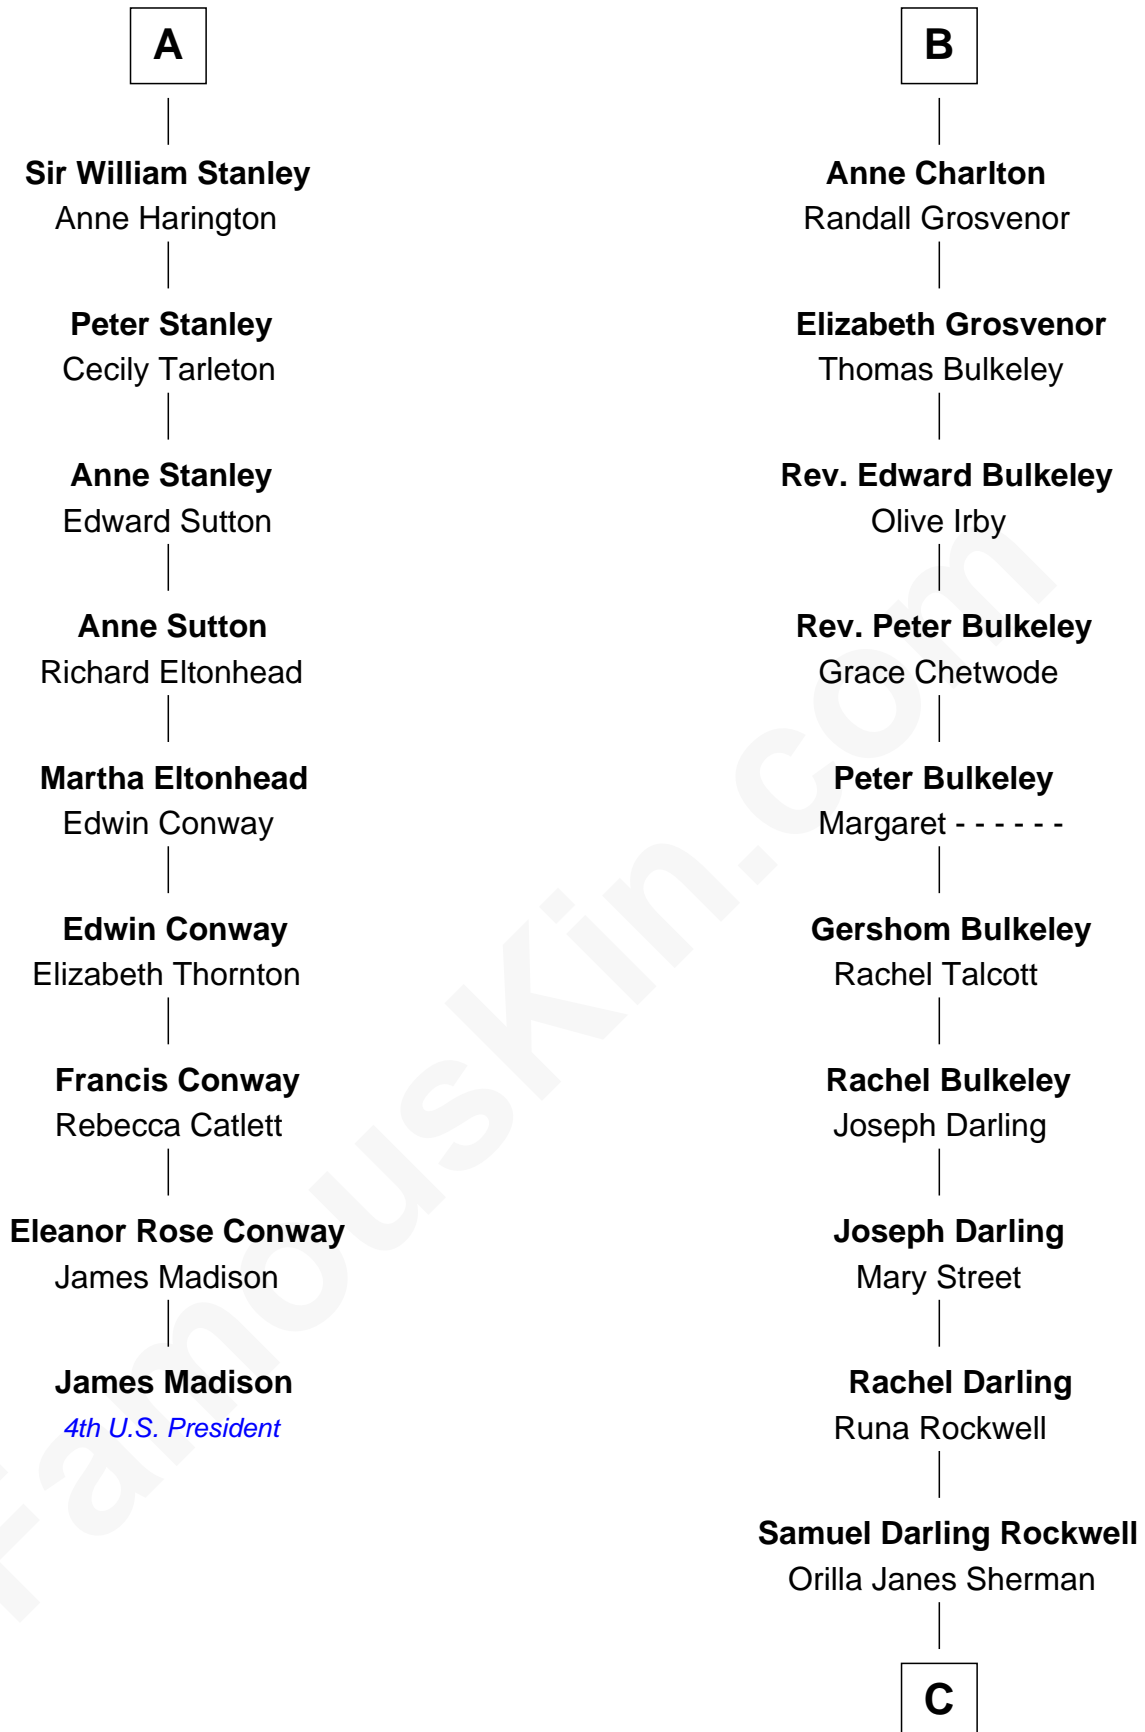 A
Sir William Stanley
Anne Harington
Peter Stanley
Cecily Tarleton
Anne Stanley
Edward Sutton
Anne Sutton
Richard Eltonhead
Martha Eltonhead
Edwin Conway
Edwin Conway
Elizabeth Thornton
Francis Conway
Rebecca Catlett
Eleanor Rose Conway
James Madison
James Madison
4th U.S. President
B
Anne Charlton
Randall Grosvenor
Elizabeth Grosvenor
Thomas Bulkeley
Rev. Edward Bulkeley
Olive Irby
Rev. Peter Bulkeley
Grace Chetwode
Peter Bulkeley
Margaret - - - - - -
Gershom Bulkeley
Rachel Talcott
Rachel Bulkeley
Joseph Darling
Joseph Darling
Mary Street
Rachel Darling
Runa Rockwell
Samuel Darling Rockwell
Orilla Janes Sherman
C
FamousKin.com